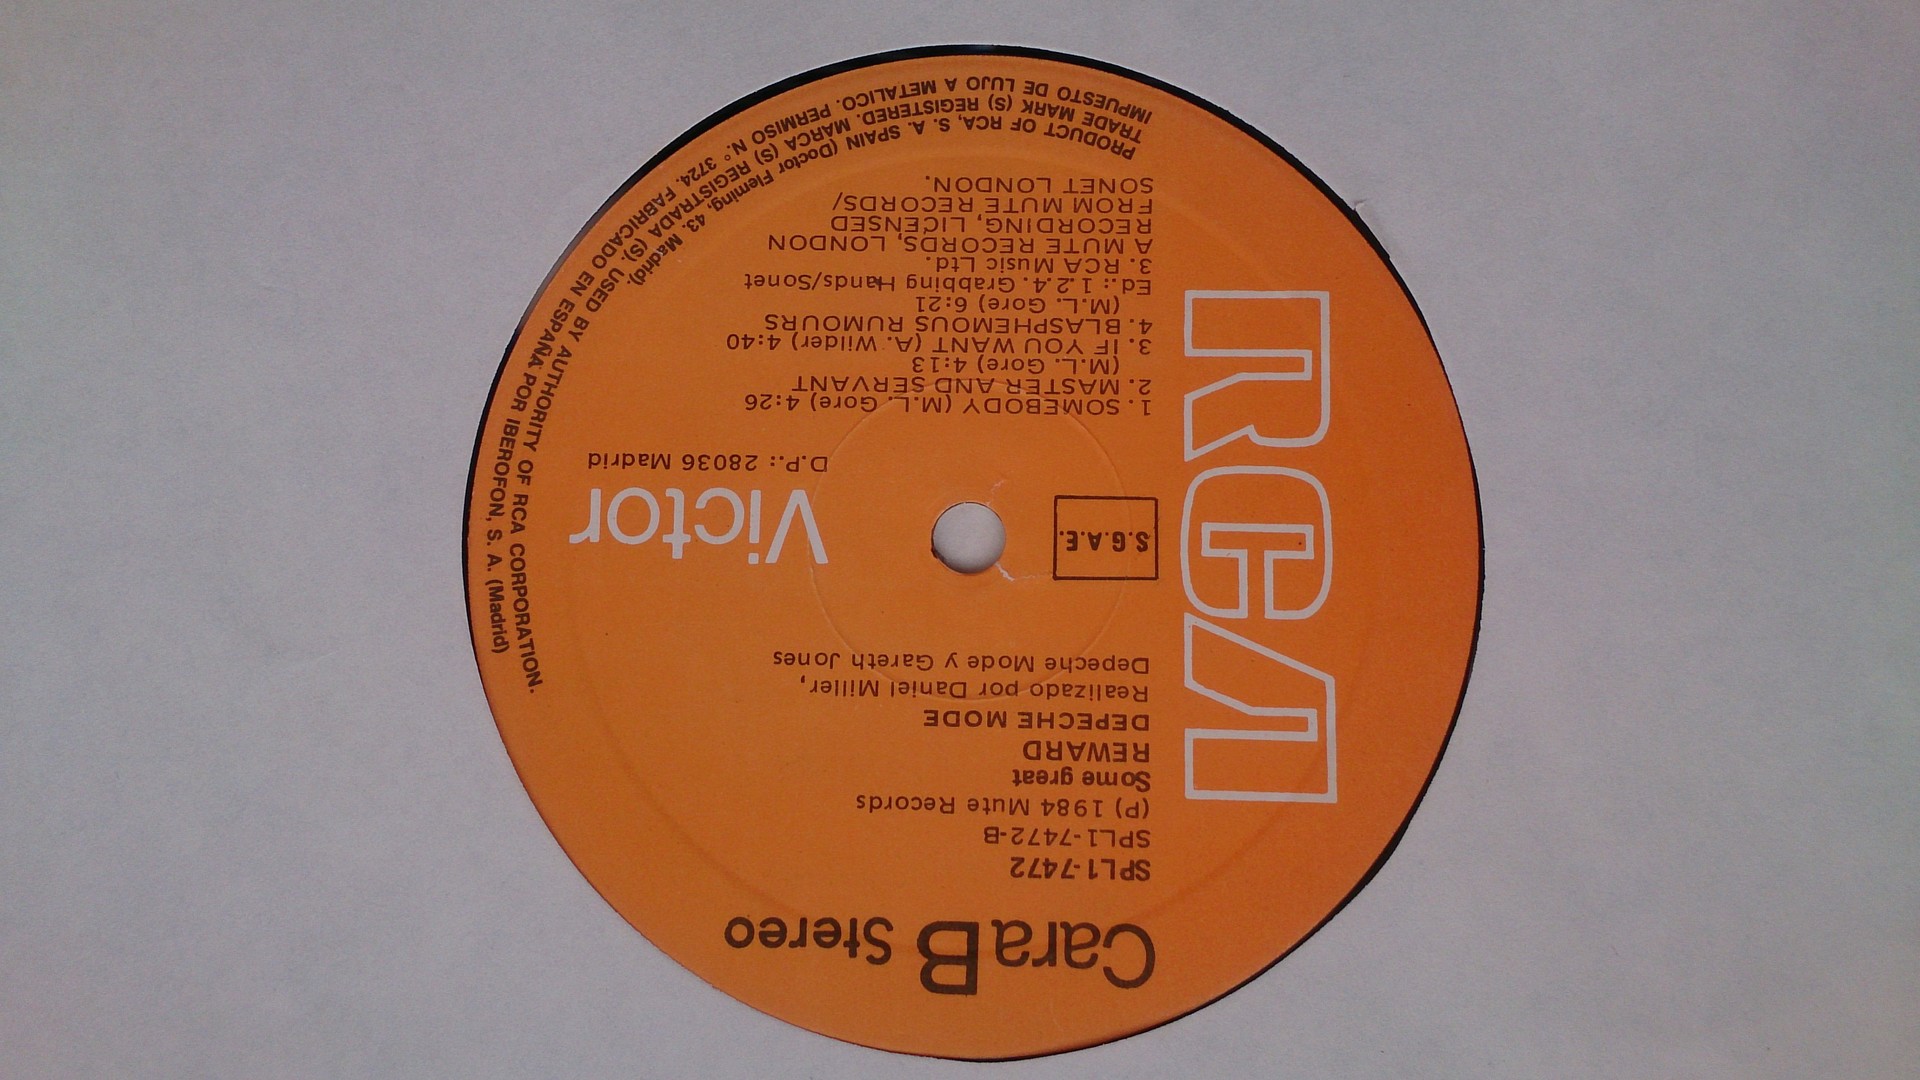 Cara B Stereo
SPL1-7472
SPL1-7472-B
(P) 1984 Mute Records
Some great
REWARD
DEPECHE MODE
Realizado por Daniel Miller,
Depeche Mode y Gareth Jones
RCA
S.G.A.E.
Victor
D.P.: 28036 Madrid
1. SOMEBODY (M.L. Gore) 4:26
2. MASTER AND SERVANT
(M.L. Gore) 4:13
3. IF YOU WANT (A. Wilder) 4:40
4. BLASPHEMOUS RUMOURS
(M.L. Gore) 6:21
Ed.: 1.2.4. Grabbing Hands/Sonet
3. RCA Music Ltd.
A MUTE RECORDS, LONDON
RECORDING, LICENSED
FROM MUTE RECORDS/
SONET LONDON.
PRODUCT OF RCA, S. A. SPAIN (Doctor Fleming, 43. Madrid).
TRADE MARK (S) REGISTERED. MARCA (S) REGISTRADA (S). USED BY AUTHORITY OF RCA CORPORATION.
IMPUESTO DE LUJO A METALICO. PERMISO N.º 3724. FABRICADO EN ESPAÑA, POR IBEROFON, S. A. (Madrid)